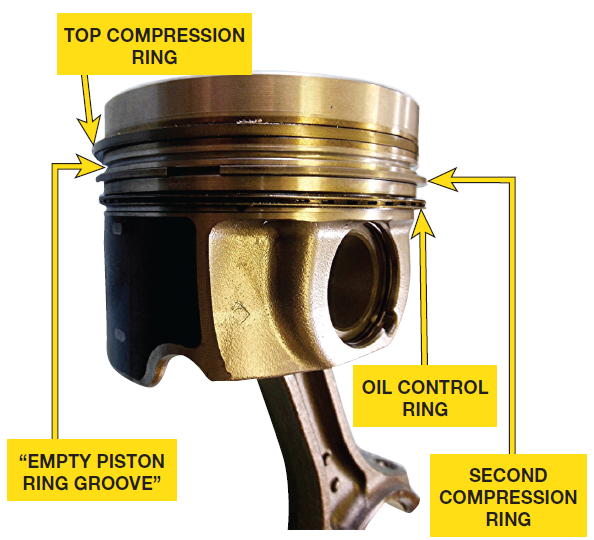 TOP COMPRESSION
RING
OIL CONTROL
RING
“EMPTY PISTON
RING GROOVE”
SECOND
COMPRESSION
RING